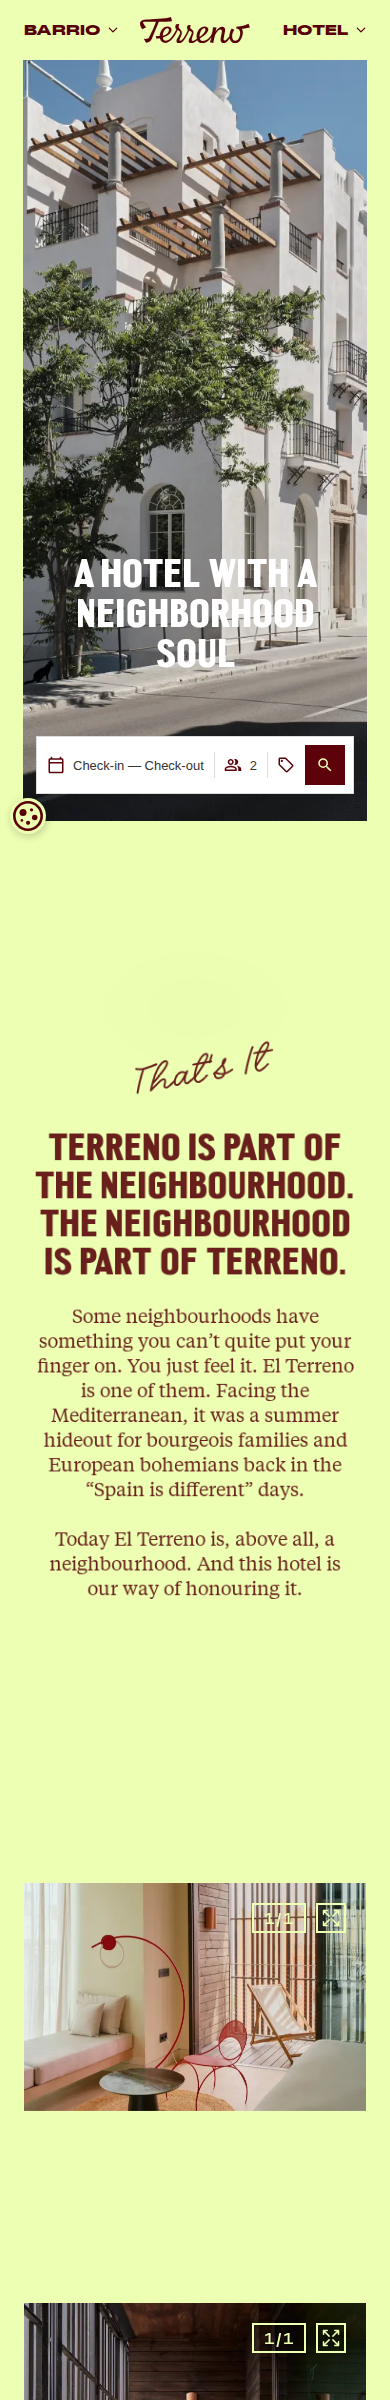 BARRIO
Terreno
HOTEL
A HOTEL WITH A
NEIGHBORHOOD
SOUL
Check-in — Check-out
2
That's It
TERRENO IS PART OF
THE NEIGHBOURHOOD.
THE NEIGHBOURHOOD
IS PART OF TERRENO.
Some neighbourhoods have
something you can’t quite put your
finger on. You just feel it. El Terreno
is one of them. Facing the
Mediterranean, it was a summer
hideout for bourgeois families and
European bohemians back in the
“Spain is different” days.
Today El Terreno is, above all, a
neighbourhood. And this hotel is
our way of honouring it.
1/1
1/1